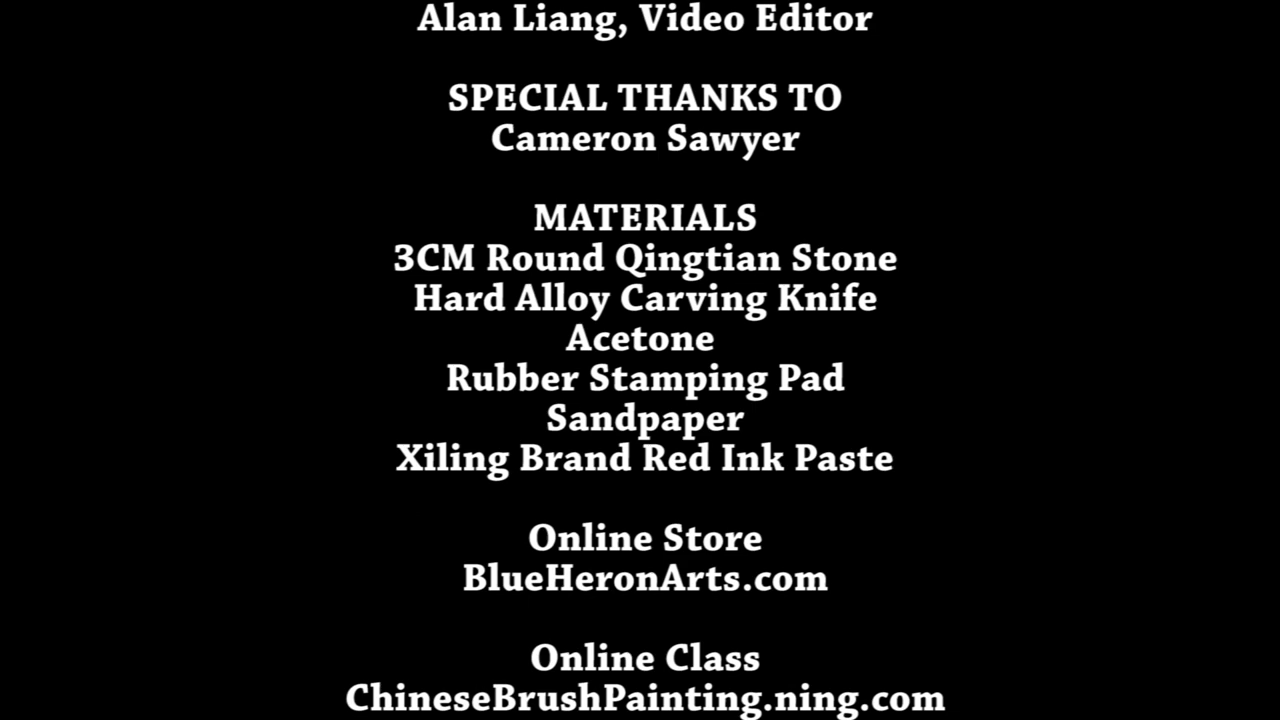 Alan Liang, Video Editor
SPECIAL THANKS TO
Cameron Sawyer
MATERIALS
3CM Round Qingtian Stone
Hard Alloy Carving Knife
Acetone
Rubber Stamping Pad
Sandpaper
Xiling Brand Red Ink Paste
Online Store
BlueHeronArts.com
Online Class
ChineseBrushPainting.ning.com